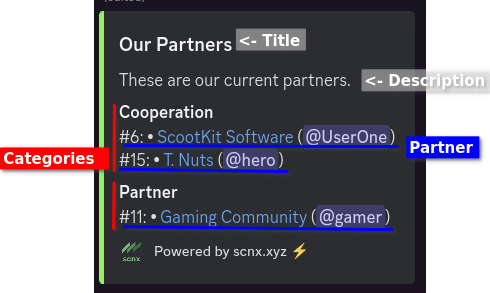 Our Partners <- Title
These are our current partners. <- Description
Cooperation
#6: • ScootKit Software (@UserOne)
Partner
#15: • T. Nuts (@hero)
Categories
Partner
#11: • Gaming Community (@gamer)
scnx Powered by scnx.xyz ⚡